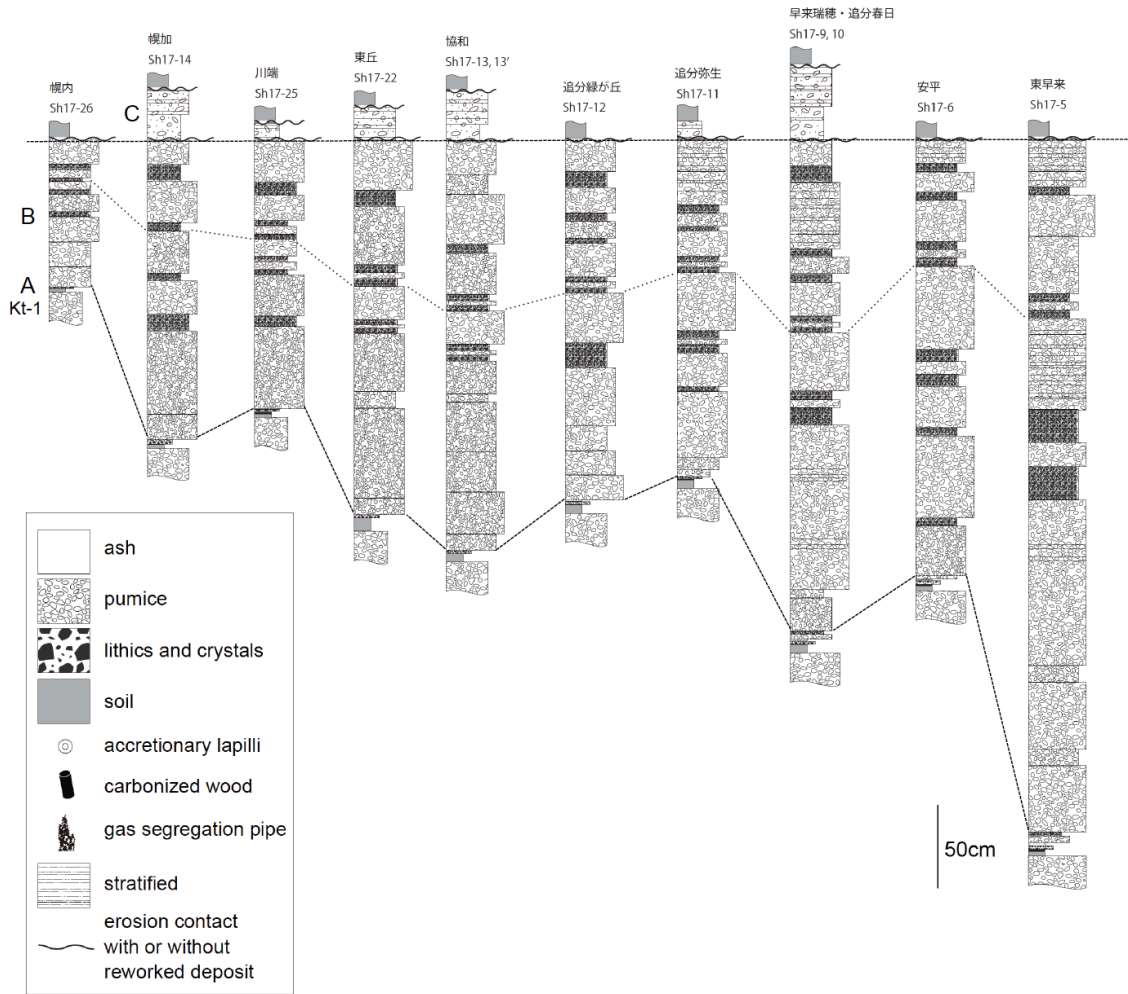 幌内
Sh17-26
幌加
Sh17-14
川端
Sh17-25
東丘
Sh17-22
協和
Sh17-13, 13’
追分緑が丘
Sh17-12
追分弥生
Sh17-11
早来瑞穂・追分春日
Sh17-9, 10
安平
Sh17-6
東早来
Sh17-5
C
B
A
Kt-1
ash
pumice
lithics and crystals
soil
accretionary lapilli
carbonized wood
gas segregation pipe
stratified
erosion contact
with or without
reworked deposit
50cm